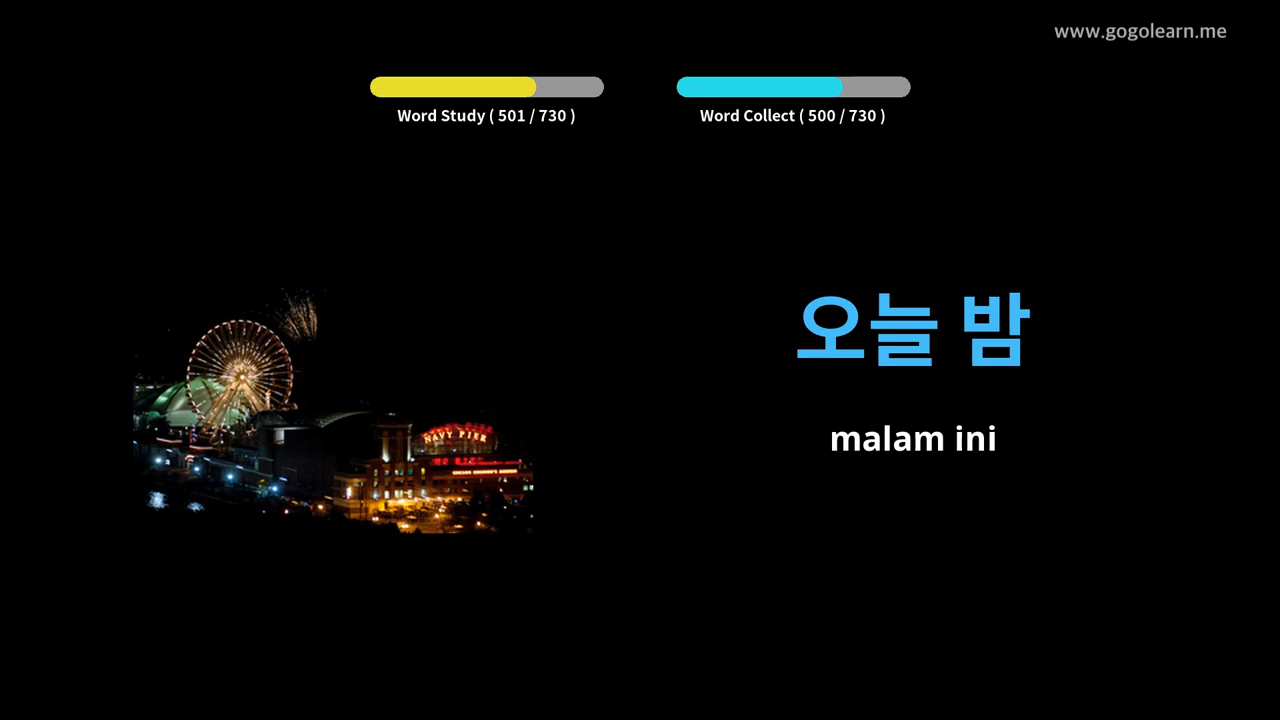 www.gogolearn.me
Word Study ( 501 / 730 )
Word Collect ( 500 / 730 )
오늘 밤
malam ini
NAVY PIER